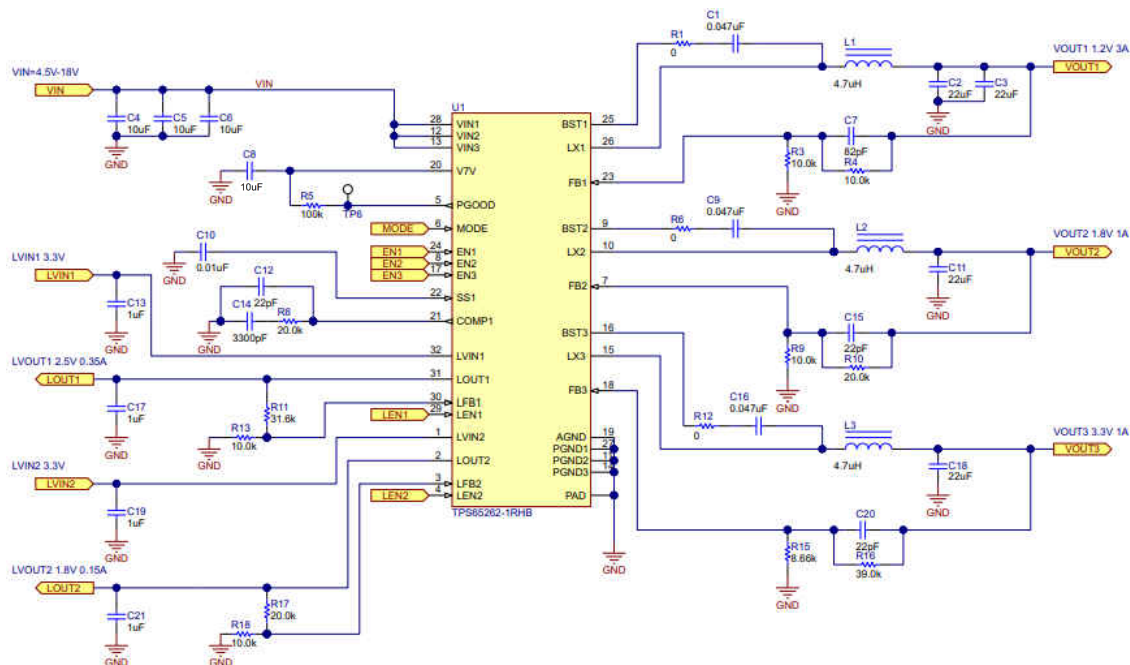 VIN=4.5V-18V
VIN
VIN
C4
10uF
C5
10uF
C6
10uF
GND
C8
10uF
GND
R5
100k
TP6
MODE
EN1
EN2
EN3
C10
0.01uF
GND
C12
22pF
C14
3300pF
R8
20.0k
GND
LVIN1 3.3V
LVIN1
C13
1uF
GND
LVOUT1 2.5V 0.35A
LOUT1
C17
1uF
GND
R11
31.6k
R13
10.0k
GND
LEN1
LVIN2 3.3V
LVIN2
C19
1uF
GND
LEN2
LVOUT2 1.8V 0.15A
LOUT2
C21
1uF
GND
R17
20.0k
R18
10.0k
GND
U1
28 VIN1
12 VIN2
13 VIN3
20 V7V
5 PGOOD
6 MODE
24 EN1
8 EN2
17 EN3
22 SS1
21 COMP1
32 LVIN1
31 LOUT1
30 LFB1
29 LEN1
1 LVIN2
2 LOUT2
3 LFB2
4 LEN2
BST1 25
LX1 26
FB1 23
BST2 9
LX2 10
FB2 7
BST3 16
LX3 15
FB3 18
AGND 19
PGND1 27
PGND2
PGND3 14
PAD
TPS65262-1RHB
GND
R1
0
C1
0.047uF
L1
4.7uH
C2
22uF
C3
22uF
GND
VOUT1 1.2V 3A
VOUT1
C7
82pF
R4
10.0k
R3
10.0k
GND
R6
0
C9
0.047uF
L2
4.7uH
C11
22uF
GND
VOUT2 1.8V 1A
VOUT2
C15
22pF
R10
20.0k
R9
10.0k
GND
R12
0
C16
0.047uF
L3
4.7uH
C18
22uF
GND
VOUT3 3.3V 1A
VOUT3
C20
22pF
R16
39.0k
R15
8.66k
GND